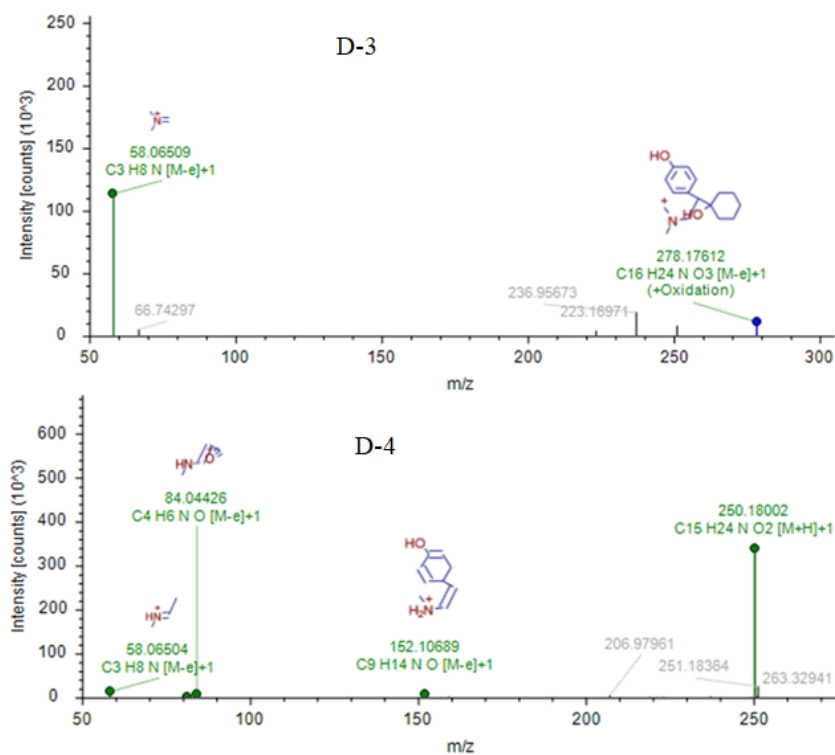 D-3
Intensity [counts] (10^3)
250
200
150
100
50
0
N
+
58.06509
C3 H8 N [M-e]+1
66.74297
236.95673
223.16971
HO
+
HO
N
278.17612
C16 H24 N O3 [M-e]+1
(+Oxidation)
50
100
150
200
250
300
m/z
D-4
Intensity [counts] (10^3)
600
500
400
300
200
100
0
HN
O
84.04426
C4 H6 N O [M-e]+1
+
HN
58.06504
C3 H8 N [M-e]+1
HO
+
H2N
152.10689
C9 H14 N O [M-e]+1
250.18002
C15 H24 N O2 [M+H]+1
206.97961
251.18364
263.32941
50
100
150
200
250
m/z